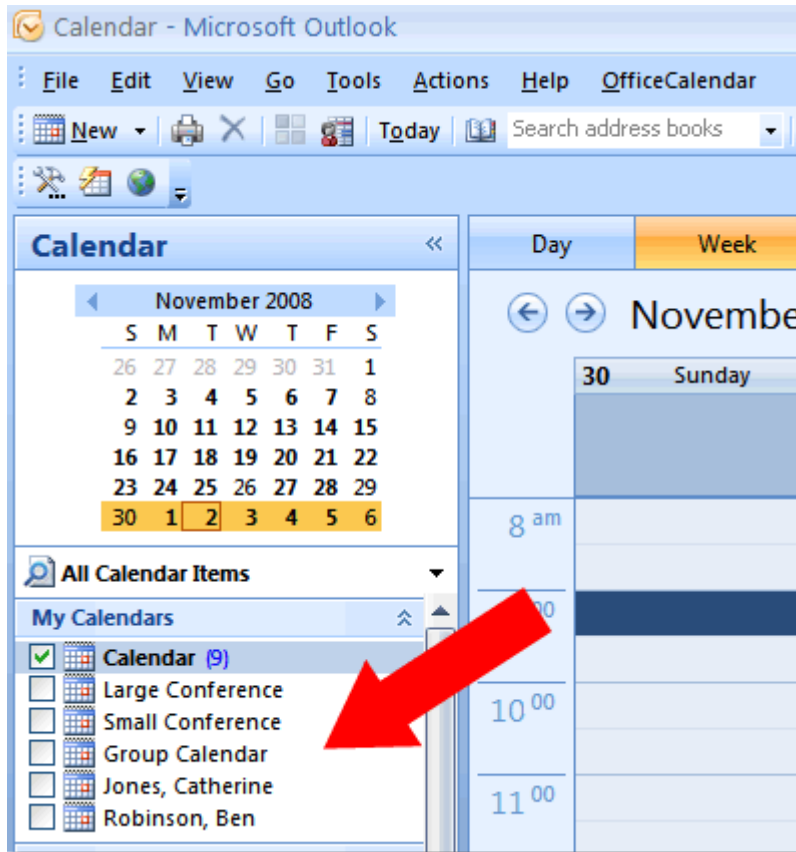 Calendar - Microsoft Outlook
File Edit View Go Tools Actions Help OfficeCalendar
New Today Search address books
Calendar
Day Week
November 2008
S M T W T F S
26 27 28 29 30 31 1
2 3 4 5 6 7 8
9 10 11 12 13 14 15
16 17 18 19 20 21 22
23 24 25 26 27 28 29
30 1 2 3 4 5 6
Novembe
30 Sunday
All Calendar Items
My Calendars
Calendar (9)
Large Conference
Small Conference
Group Calendar
Jones, Catherine
Robinson, Ben
8 am
00
10 00
11 00